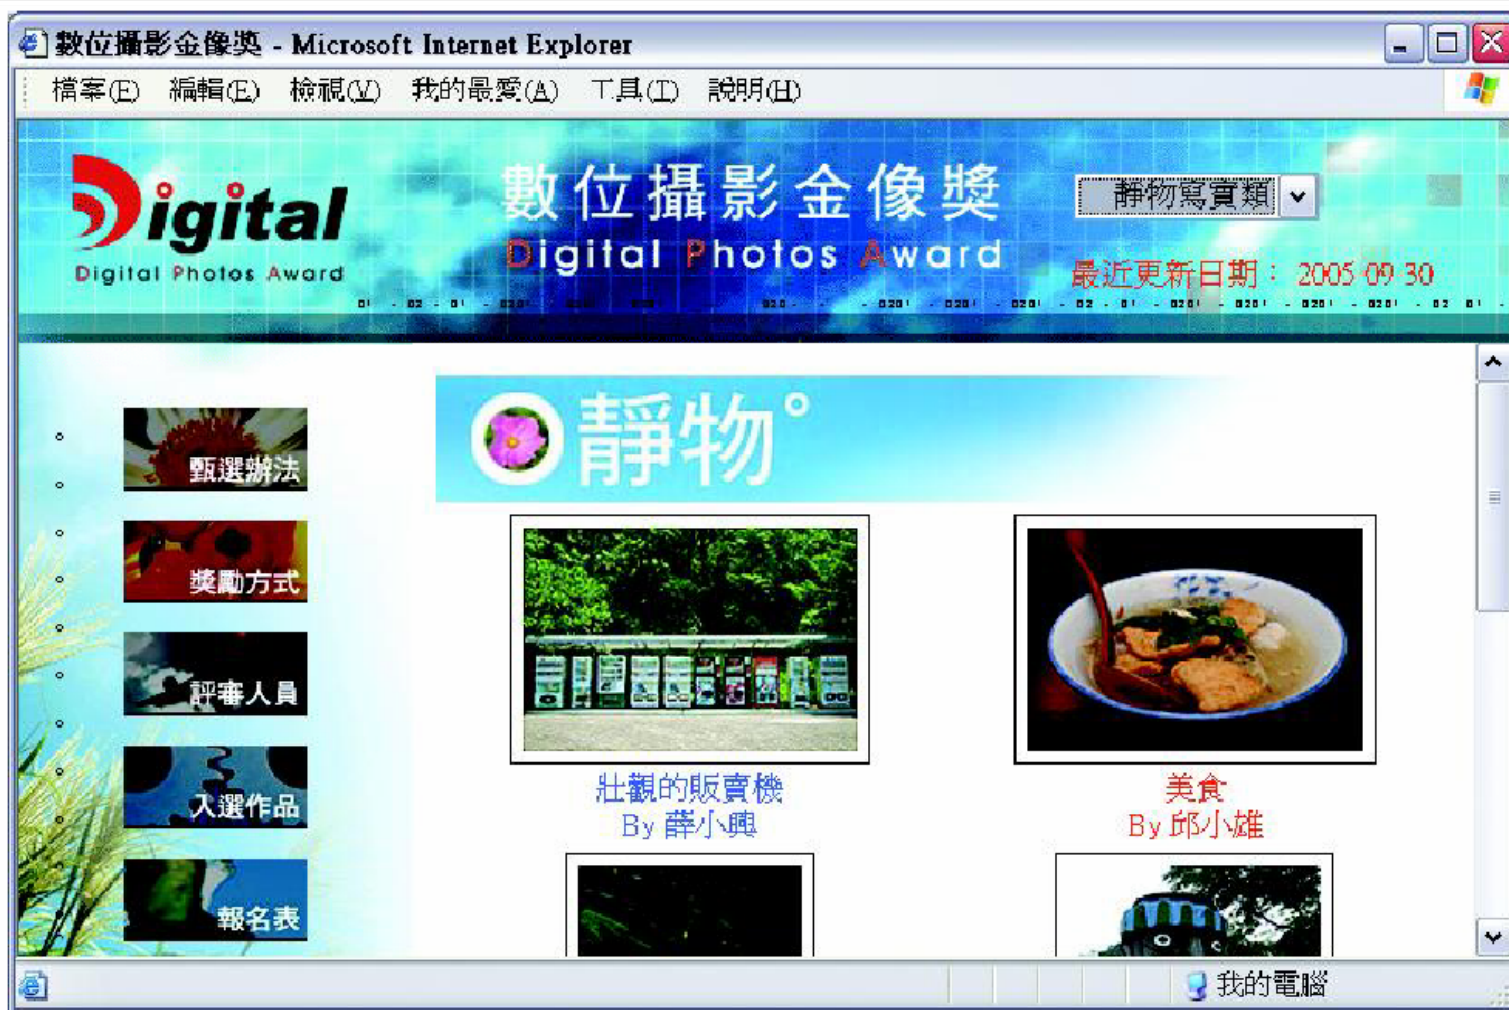 數位攝影金像獎 - Microsoft Internet Explorer
檔案(F) 編輯(E) 檢視(V) 我的最愛(A) 工具(T) 說明(H)
Digital
Digital Photos Award
數位攝影金像獎
Digital Photos Award
靜物寫實類
最近更新日期： 2005-09-30
甄選辦法
獎勵方式
評審人員
入選作品
報名表
靜物
壯觀的販賣機
By 薛小興
美食
By 邱小雄
我的電腦